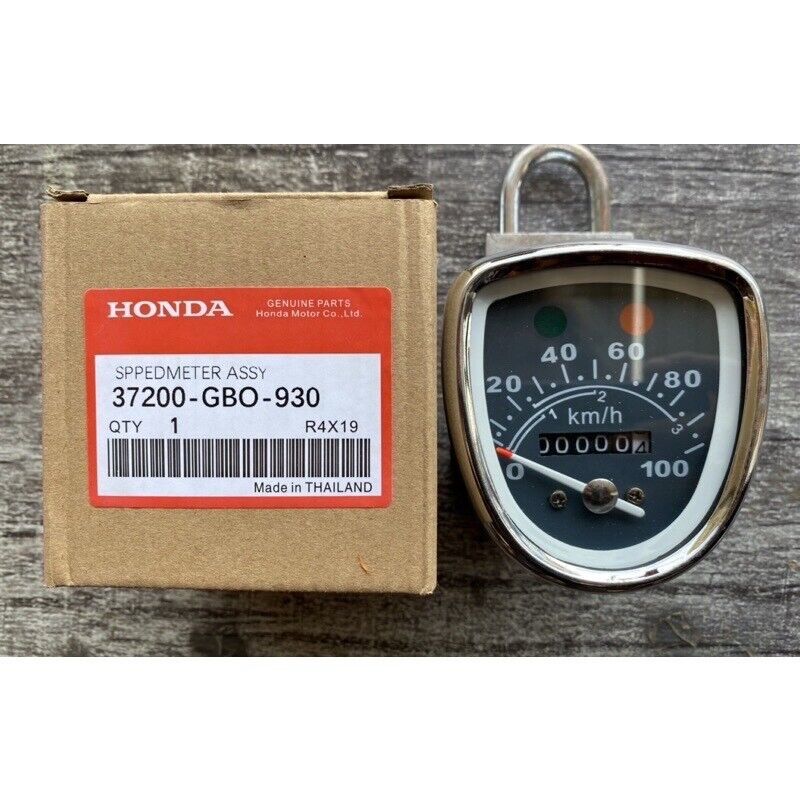 HONDA
GENUINE PARTS
Honda Motor Co.,Ltd.
SPPEDMETER ASSY
37200-GBO-930
QTY 1 R4X19
Made in THAILAND
40 60
20 80
2
1 km/h 3
00000
0 100